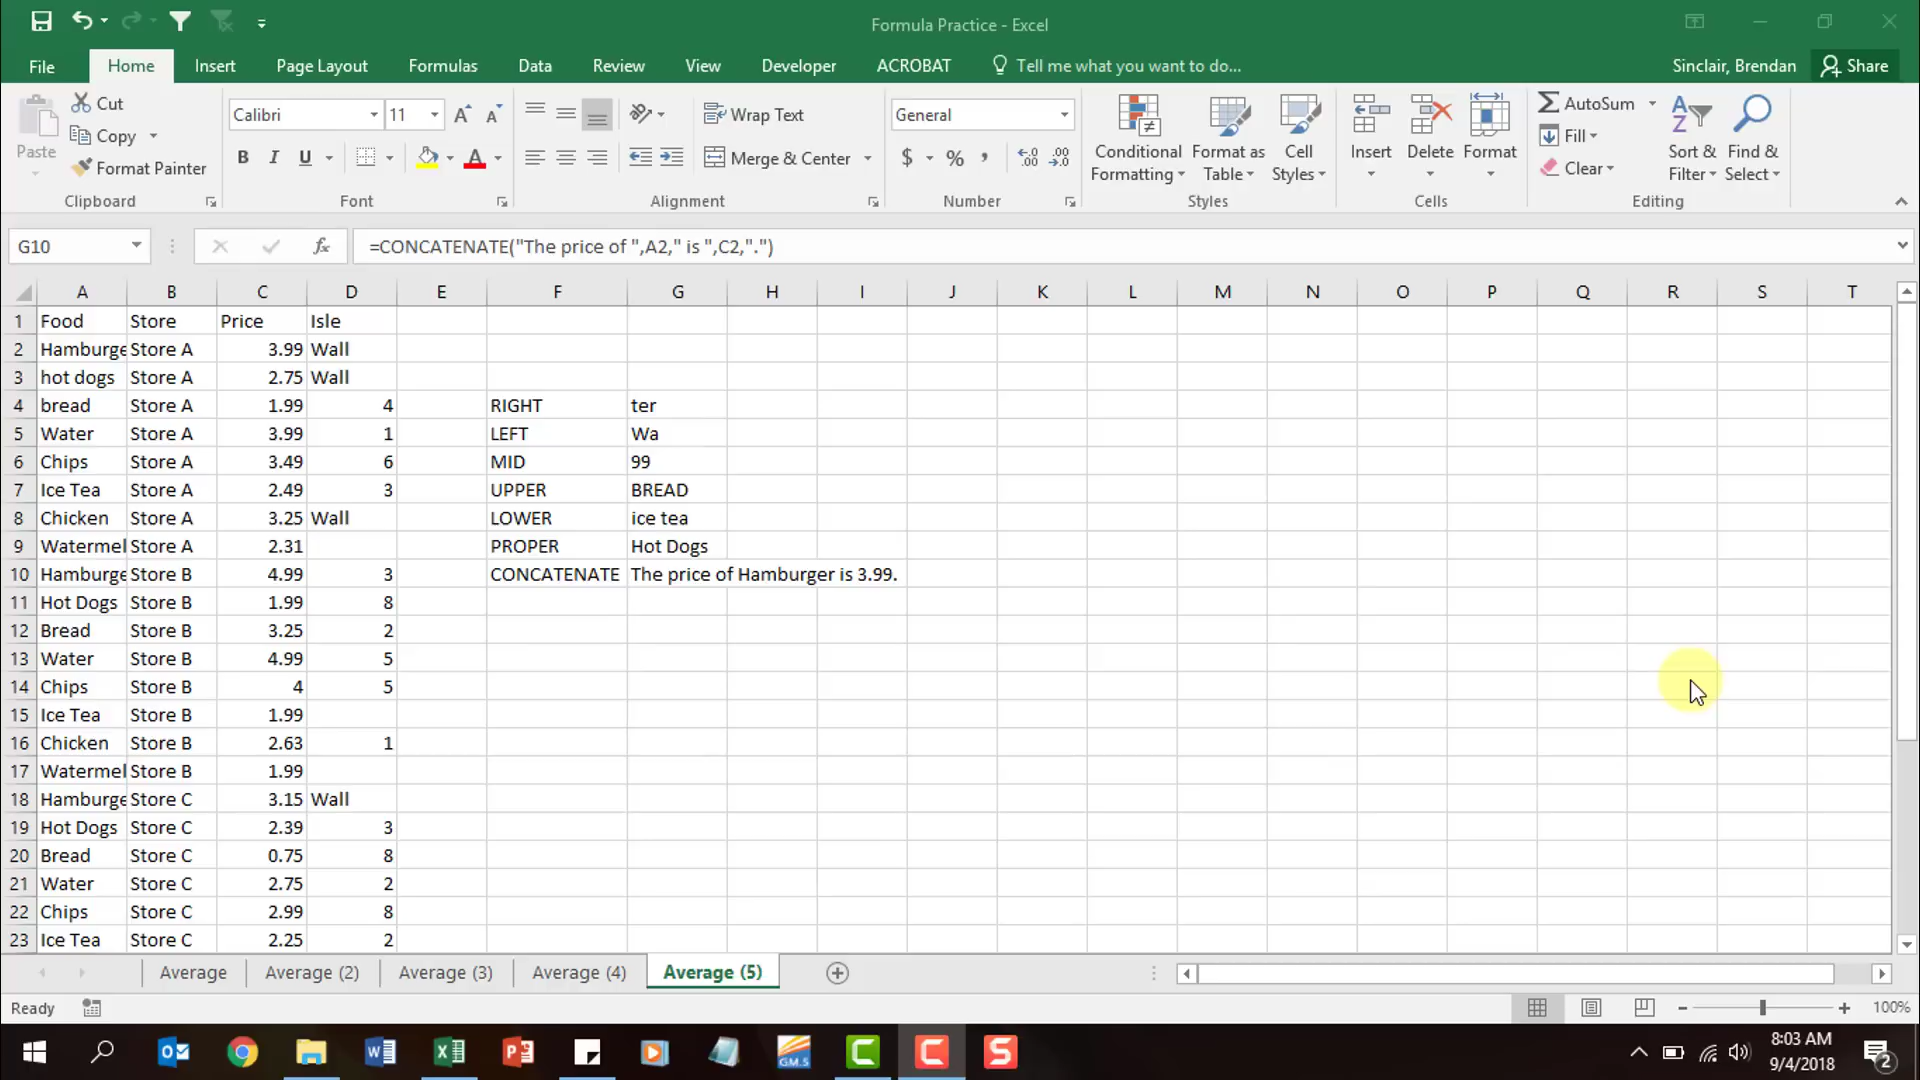 Formula Practice - Excel
File Home Insert Page Layout Formulas Data Review View Developer ACROBAT Tell me what you want to do... Sinclair, Brendan Share
Paste
Cut
Copy
Format Painter
Clipboard
Calibri 11
B I U
Font
Wrap Text
Merge & Center
Alignment
General
$ %
Number
Conditional Formatting
Format as Table
Cell Styles
Styles
Insert Delete Format
Cells
AutoSum
Fill
Clear
Sort & Filter
Find & Select
Editing
G10 fx =CONCATENATE("The price of ",A2," is ",C2,".")
A B C D E F G H I J K L M N O P Q R S T
1 Food Store Price Isle
2 Hamburge Store A 3.99 Wall
3 hot dogs Store A 2.75 Wall
4 bread Store A 1.99 4 RIGHT ter
5 Water Store A 3.99 1 LEFT Wa
6 Chips Store A 3.49 6 MID 99
7 Ice Tea Store A 2.49 3 UPPER BREAD
8 Chicken Store A 3.25 Wall LOWER ice tea
9 Watermel Store A 2.31 PROPER Hot Dogs
10 Hamburge Store B 4.99 3 CONCATENATE The price of Hamburger is 3.99.
11 Hot Dogs Store B 1.99 8
12 Bread Store B 3.25 2
13 Water Store B 4.99 5
14 Chips Store B 4 5
15 Ice Tea Store B 1.99
16 Chicken Store B 2.63 1
17 Watermel Store B 1.99
18 Hamburge Store C 3.15 Wall
19 Hot Dogs Store C 2.39 3
20 Bread Store C 0.75 8
21 Water Store C 2.75 2
22 Chips Store C 2.99 8
23 Ice Tea Store C 2.25 2
Average Average (2) Average (3) Average (4) Average (5)
Ready 100%
G.M.S
8:03 AM
9/4/2018
2